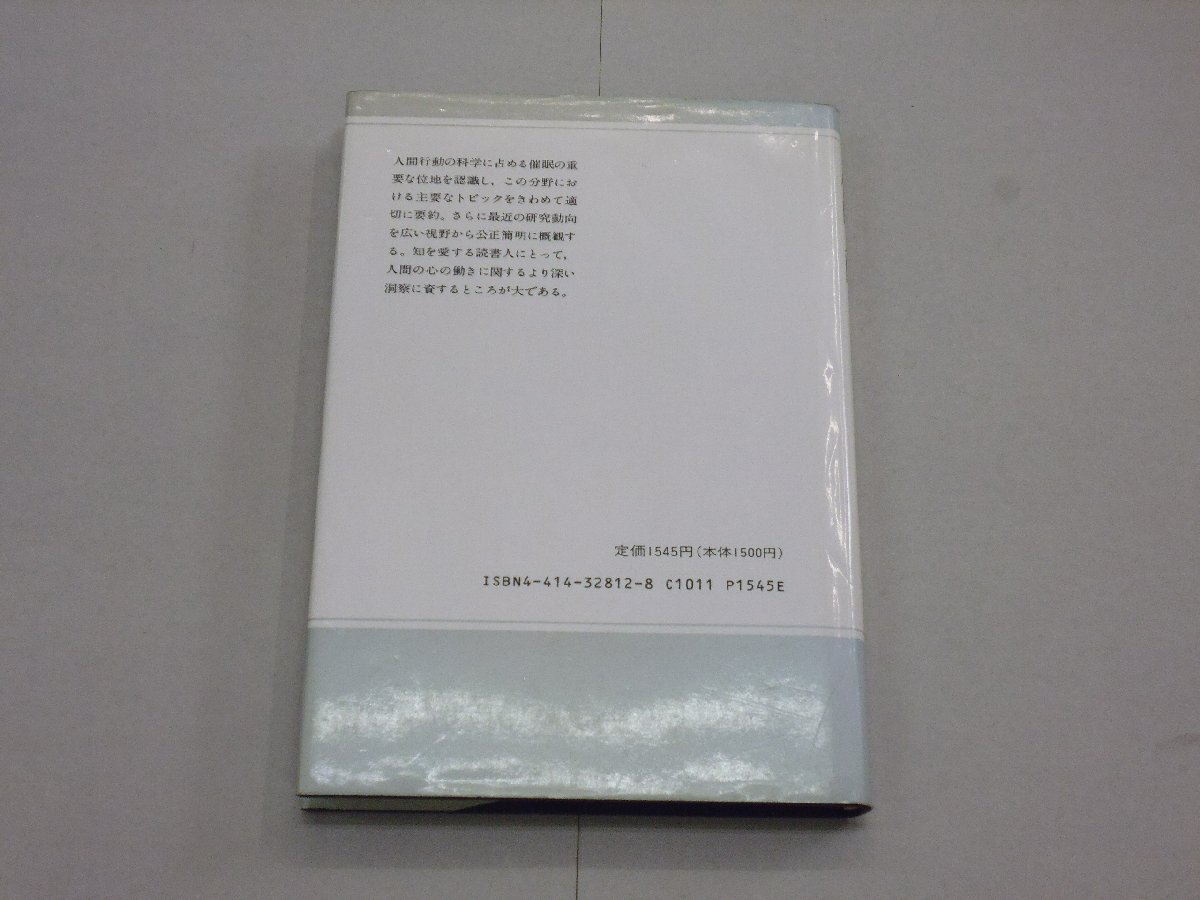 人間行動の科学に占める催眠の重
要な位地を認識し，この分野にお
ける主要なトピックをきわめて適
切に要約。さらに最近の研究動向
を広い視野から公正簡明に概観す
る。知を愛する読書人にとって，
人間の心の働きに関するより深い
洞察に資するところが大である。
定価1545円（本体1500円）
ISBN4-414-32812-8 C1011 P1545E